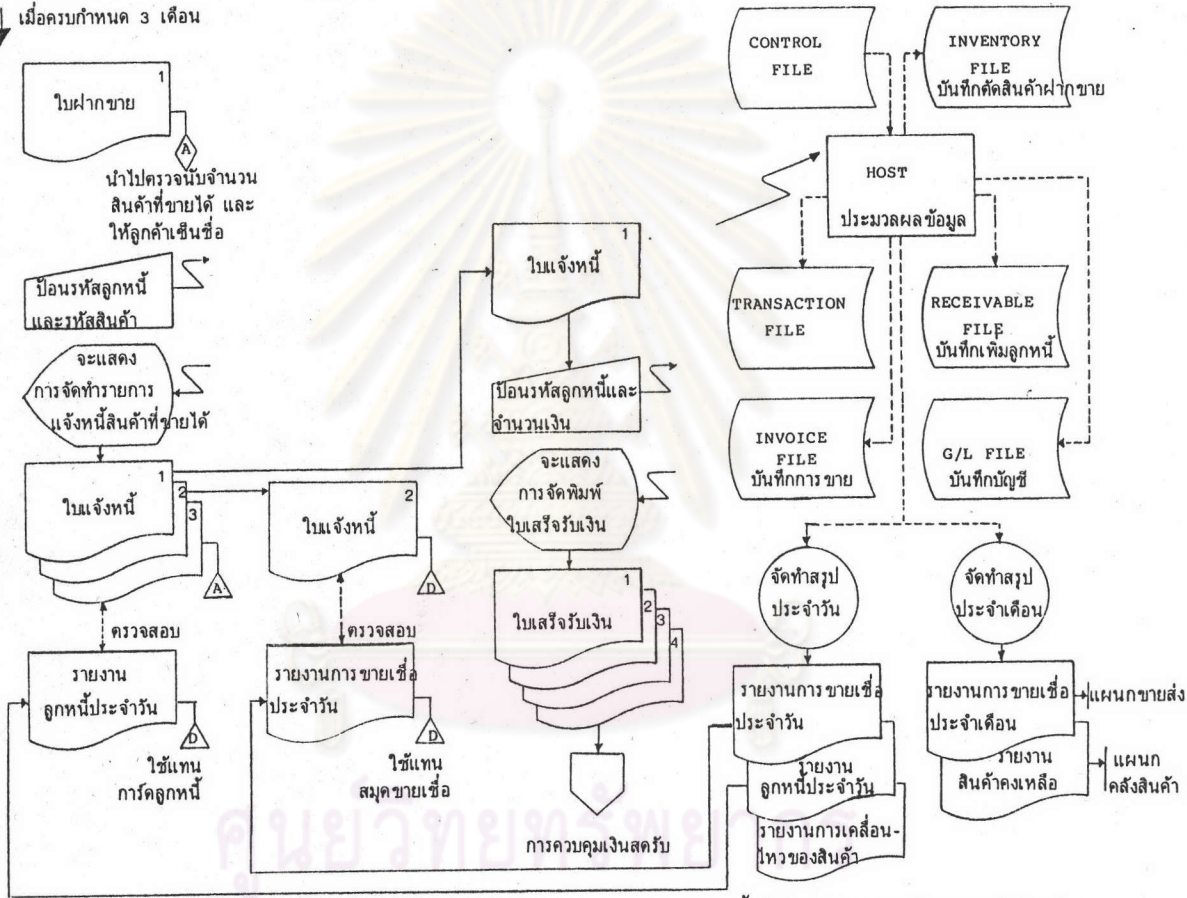 เมื่อครบกำหนด 3 เดือน
1
ใบฝากขาย
A
นำไปตรวจนับจำนวน
สินค้าที่ขายได้ และ
ให้ลูกค้าเซ็นชื่อ
ป้อนรหัสลูกหนี้
และรหัสสินค้า
จะแสดง
การจัดทำรายการ
แจ้งหนี้สินค้าที่ขายได้
1
2
3
ใบแจ้งหนี้
A
ตรวจสอบ
รายงาน
ลูกหนี้ประจำวัน
D
ใช้แทน
การ์ดลูกหนี้
2
ใบแจ้งหนี้
D
ตรวจสอบ
รายงานการขายเชื่อ
ประจำวัน
D
ใช้แทน
สมุดขายเชื่อ
1
ใบแจ้งหนี้
ป้อนรหัสลูกหนี้และ
จำนวนเงิน
จะแสดง
การจัดพิมพ์
ใบเสร็จรับเงิน
1
2
3
4
ใบเสร็จรับเงิน
การควบคุมเงินสดรับ
CONTROL
FILE
INVENTORY
FILE
บันทึกตัดสินค้าฝากขาย
HOST
ประมวลผลข้อมูล
TRANSACTION
FILE
RECEIVABLE
FILE
บันทึกเพิ่มลูกหนี้
INVOICE
FILE
บันทึกการขาย
G/L FILE
บันทึกบัญชี
จัดทำสรุป
ประจำวัน
จัดทำสรุป
ประจำเดือน
รายงานการขายเชื่อ
ประจำวัน
รายงาน
ลูกหนี้ประจำวัน
รายงานการเคลื่อน-
ไหวของสินค้า
รายงานการขายเชื่อ
ประจำเดือน
แผนกขายส่ง
รายงาน
สินค้าคงเหลือ
แผนก
คลังสินค้า
ศูนย์วิทยทรัพยากร